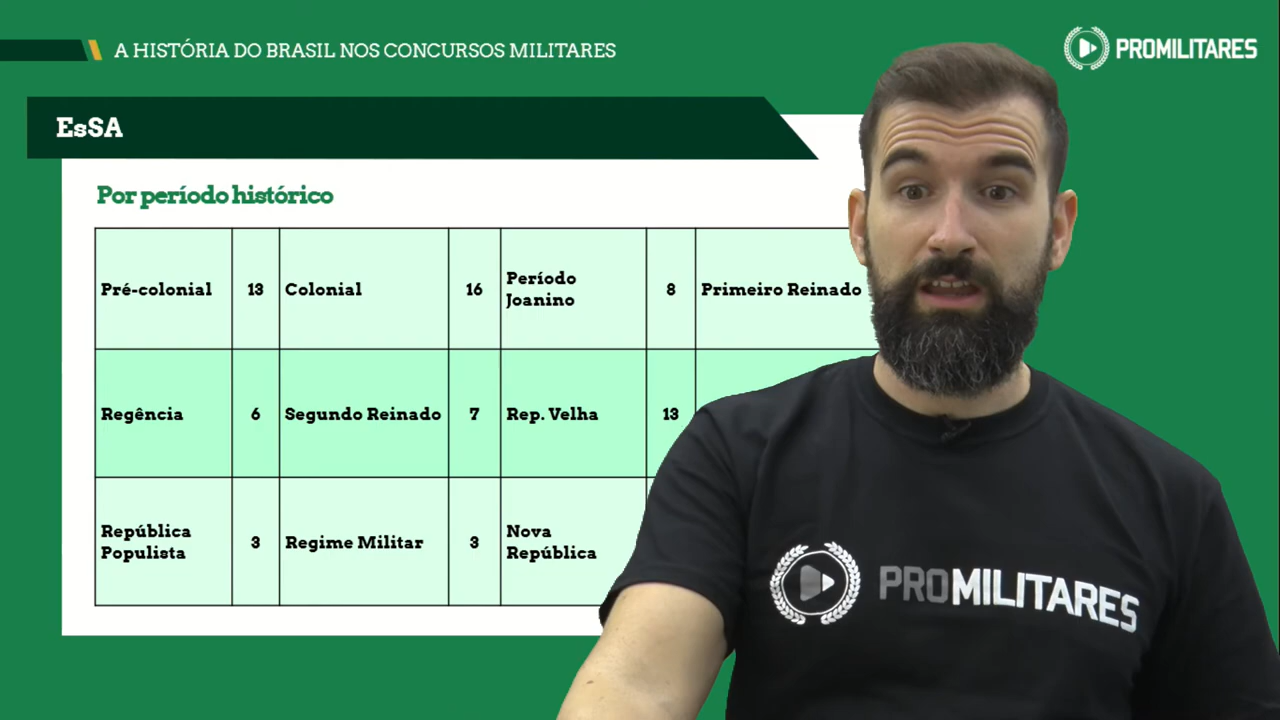 A HISTÓRIA DO BRASIL NOS CONCURSOS MILITARES
PROMILITARES
EsSA
Por período histórico
Pré-colonial 13 Colonial 16 Período Joanino 8 Primeiro Reinado
Regência 6 Segundo Reinado 7 Rep. Velha 13
República Populista 3 Regime Militar 3 Nova República
PROMILITARES